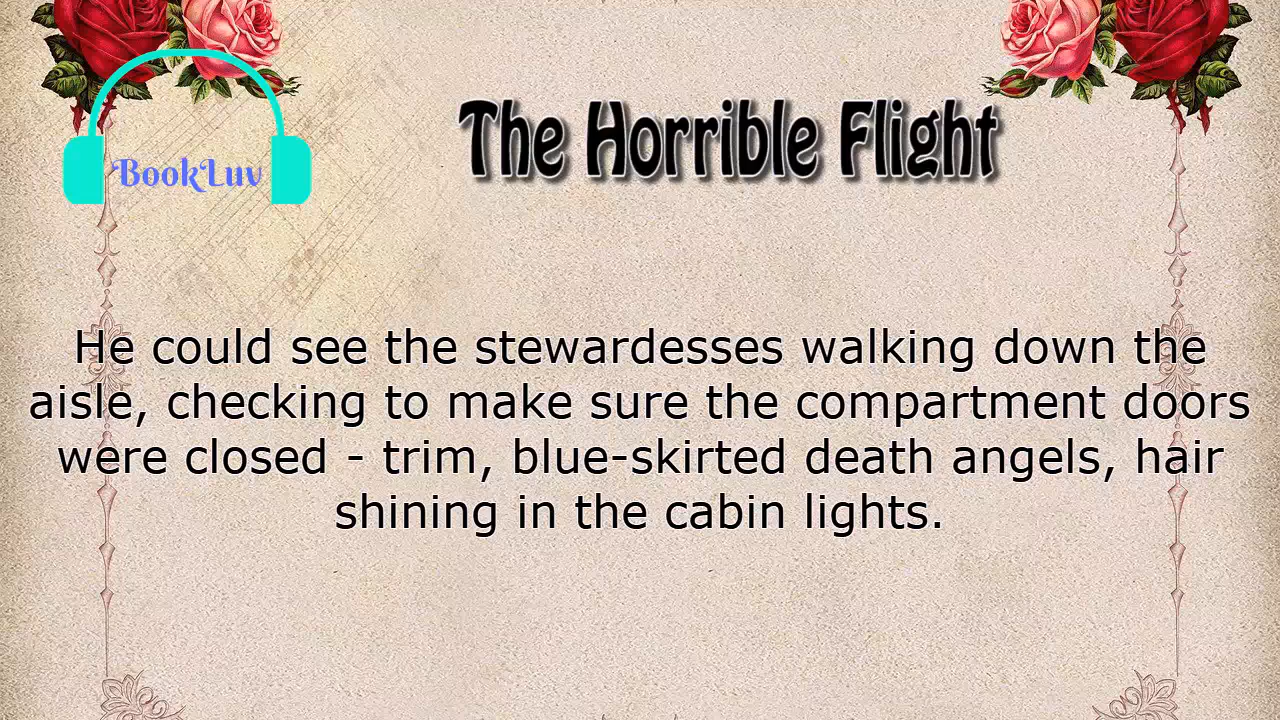 The Horrible Flight
BookLuv
He could see the stewardesses walking down the
aisle, checking to make sure the compartment doors
were closed - trim, blue-skirted death angels, hair
shining in the cabin lights.